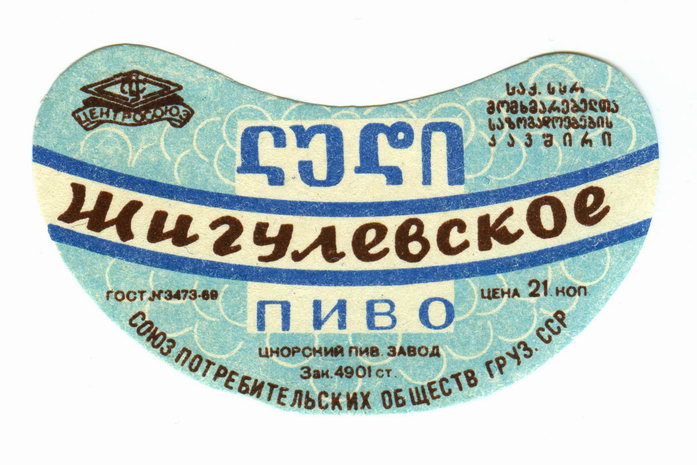 ЦЕНТРОСОЮЗ
საქ. სსრ
მომხმარებელთა
საზოგადოებების
კავშირი
ლუდი
Жигулевское
ГОСТ №3473-69
ЦЕНА 21 КОП.
ПИВО
ЦНОРСКИЙ ПИВ. ЗАВОД
Зак. 4901 ст.
СОЮЗ ПОТРЕБИТЕЛЬСКИХ ОБЩЕСТВ ГРУЗ. ССР